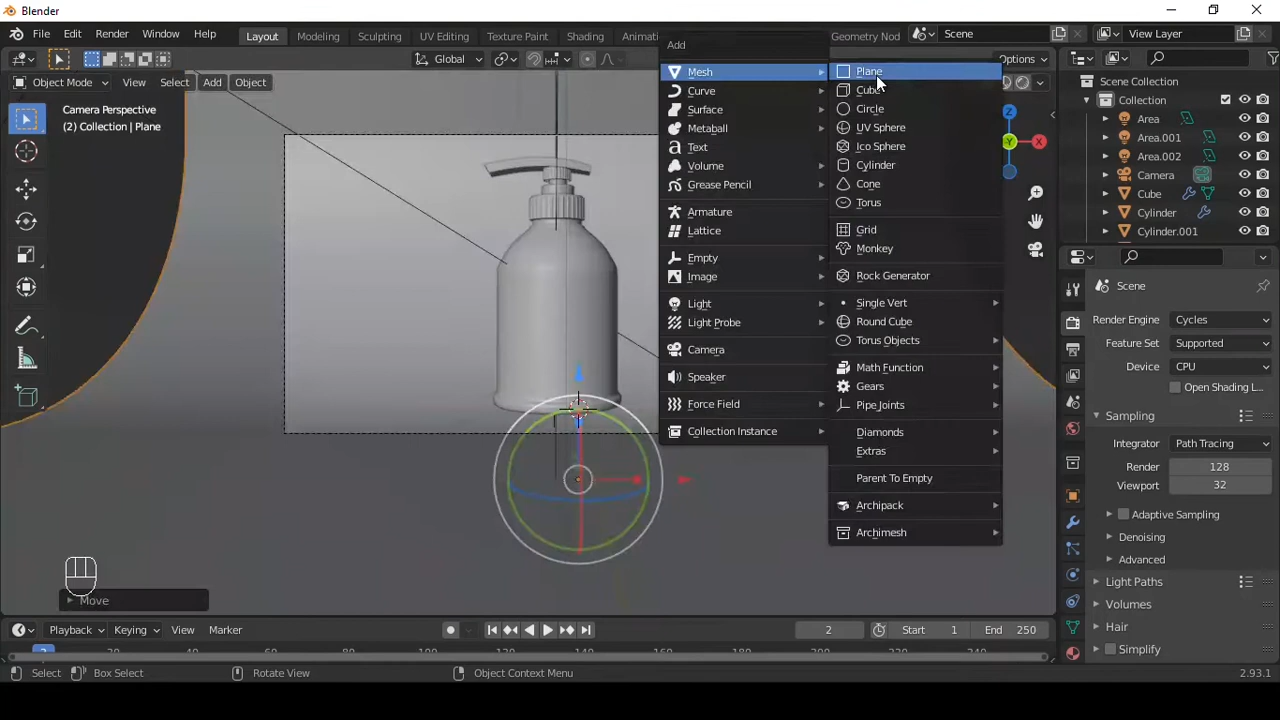 Blender
File Edit Render Window Help Layout Modeling Sculpting UV Editing Texture Paint Shading Animati Geometry Nod Scene View Layer
Global Options
Object Mode View Select Add Object
Camera Perspective
(2) Collection | Plane
Add
Mesh
Curve
Surface
Metaball
Text
Volume
Grease Pencil
Armature
Lattice
Empty
Image
Light
Light Probe
Camera
Speaker
Force Field
Collection Instance
Plane
Circle
UV Sphere
Ico Sphere
Cylinder
Cone
Torus
Grid
Monkey
Rock Generator
Single Vert
Round Cube
Torus Objects
Math Function
Gears
Pipe Joints
Diamonds
Extras
Parent To Empty
Archipack
Archimesh
Z
Y
X
Scene Collection
Collection
Area
Area.001
Area.002
Camera
Cube
Cylinder
Cylinder.001
Scene
Render Engine Cycles
Feature Set Supported
Device CPU
Open Shading L...
Sampling
Integrator Path Tracing
Render 128
Viewport 32
Adaptive Sampling
Denoising
Advanced
Light Paths
Volumes
Hair
Simplify
Move
Playback Keying View Marker 2 Start 1 End 250
2
Select Box Select Rotate View Object Context Menu 2.93.1